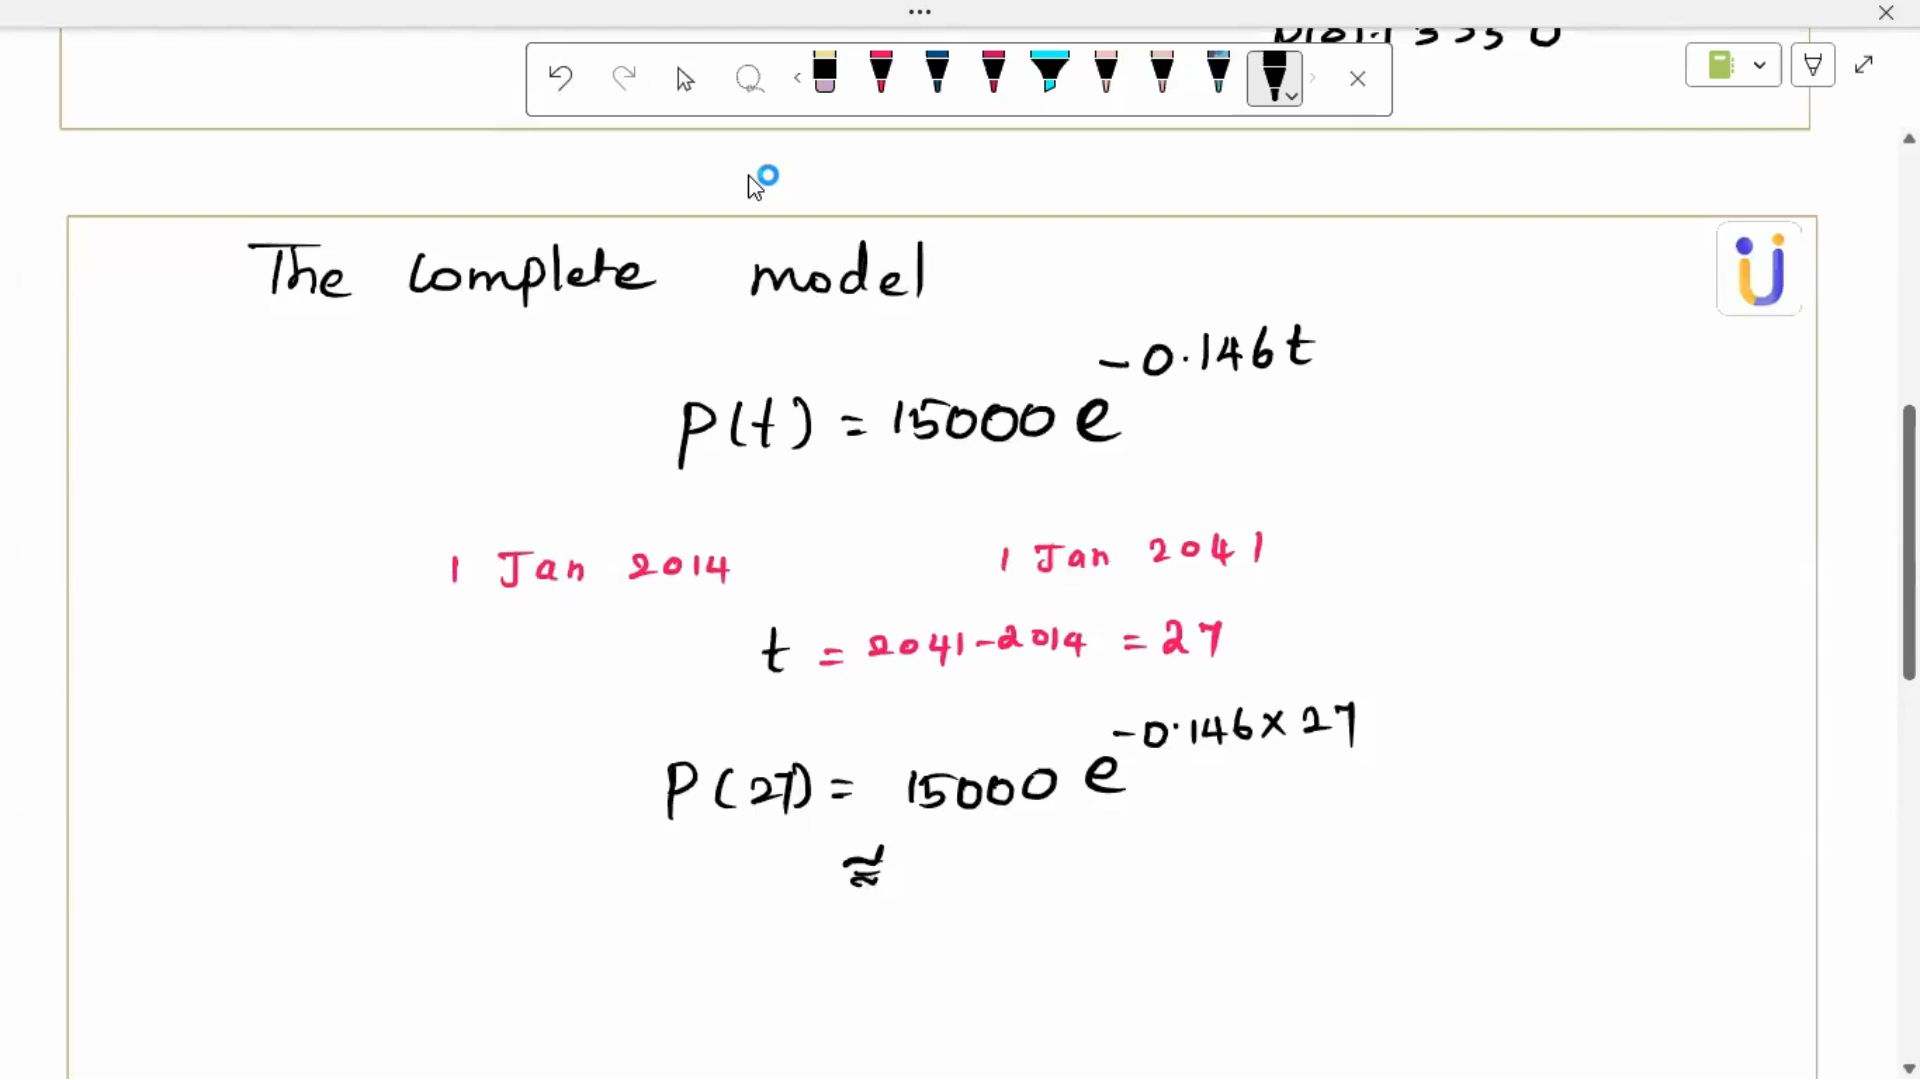 The complete model
P(t) = 15000 e^{-0.146t}
1 Jan 2014 1 Jan 2041
t = 2041-2014 = 27
P(27) = 15000 e^{-0.146×27}
≈